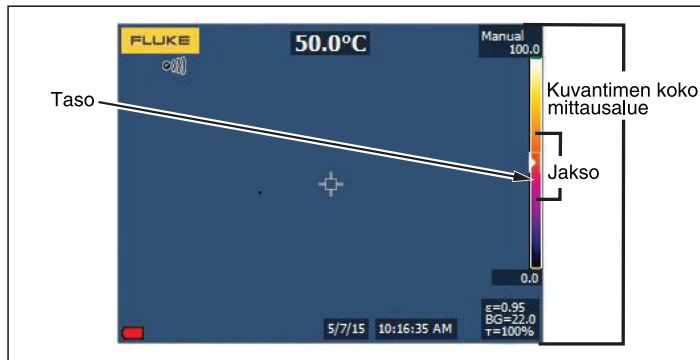 FLUKE
50.0°C
Manual
100.0
Taso
Kuvantimen koko
mittausalue
Jakso
0.0
ε=0.95
BG=22.0
τ=100%
5/7/15 10:16:35 AM